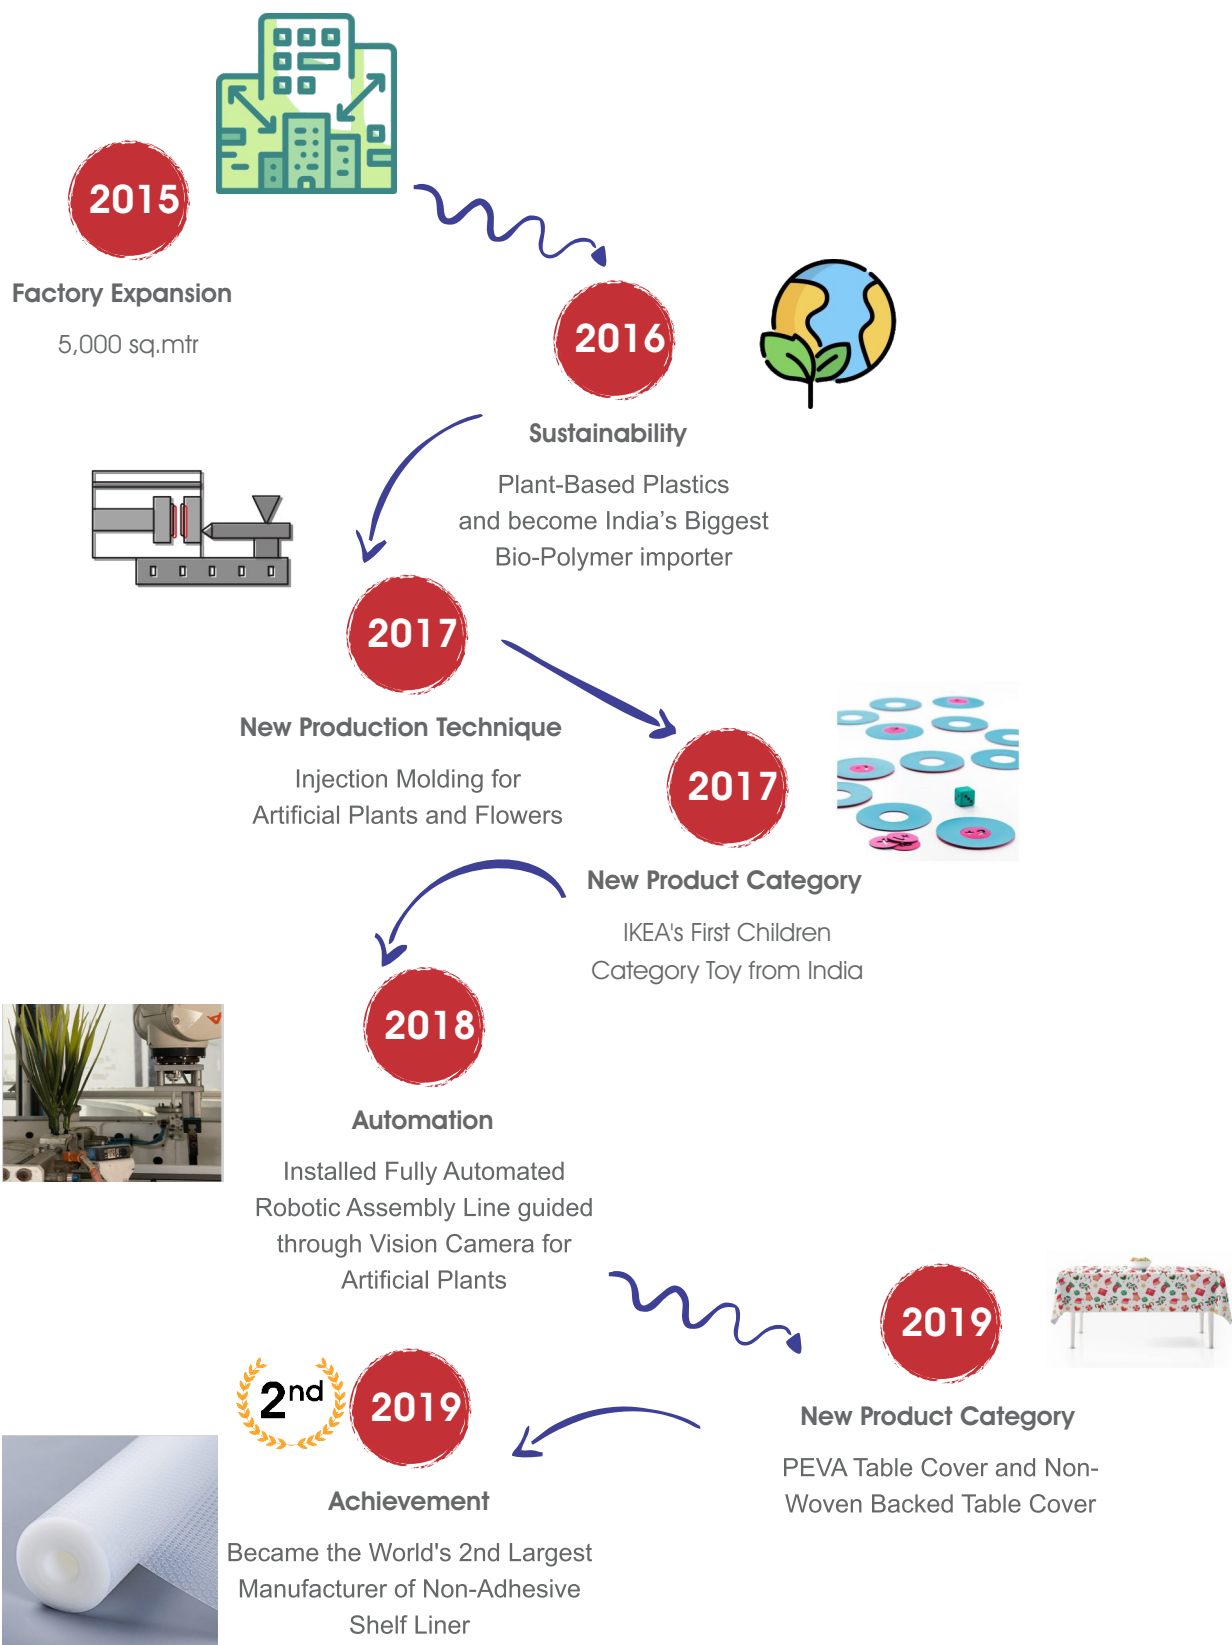 2015
Factory Expansion
5,000 sq.mtr
2016
Sustainability
Plant-Based Plastics
and become India’s Biggest
Bio-Polymer importer
2017
New Production Technique
Injection Molding for
Artificial Plants and Flowers
2017
New Product Category
IKEA's First Children
Category Toy from India
2018
Automation
Installed Fully Automated
Robotic Assembly Line guided
through Vision Camera for
Artificial Plants
2019
New Product Category
PEVA Table Cover and Non-
Woven Backed Table Cover
2nd
2019
Achievement
Became the World's 2nd Largest
Manufacturer of Non-Adhesive
Shelf Liner